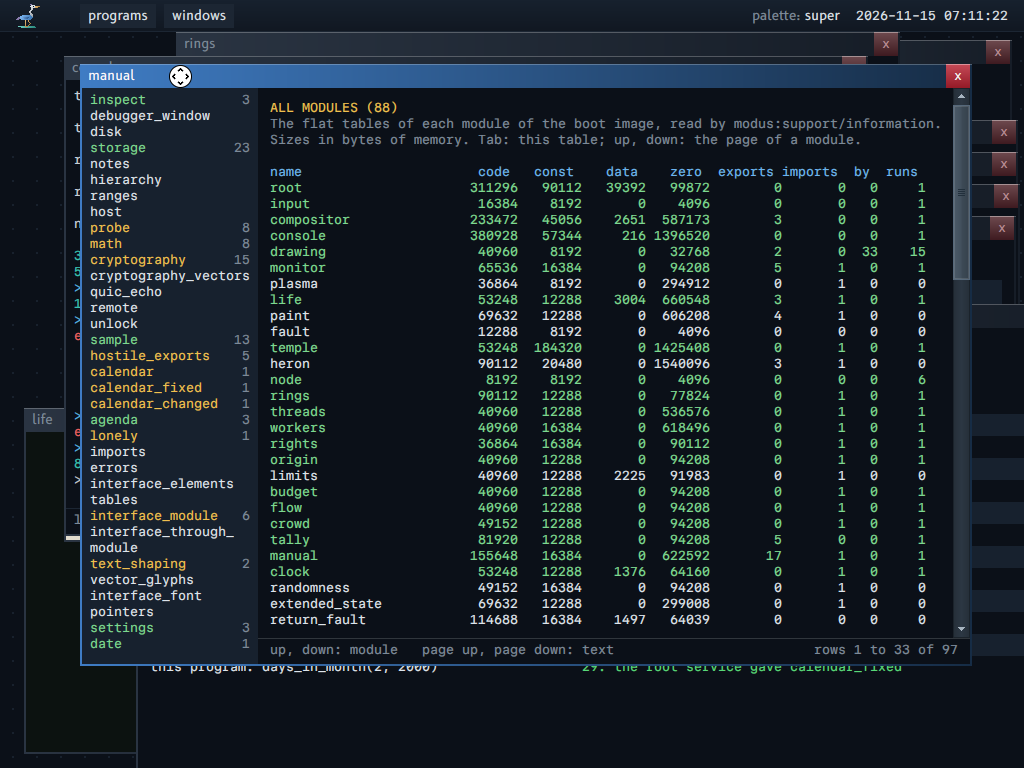 programs windows palette: super 2026-11-15 07:11:22
rings x
x
manual x
inspect 3
debugger_window
disk
storage 23
notes
hierarchy
ranges
host
probe 8
math 8
cryptography 15
cryptography_vectors
quic_echo
remote
unlock
sample 13
hostile_exports 5
calendar 1
calendar_fixed 1
calendar_changed 1
agenda 3
lonely 1
imports
errors
interface_elements
tables
interface_module 6
interface_through_
module
text_shaping 2
vector_glyphs
interface_font
pointers
settings 3
date 1
ALL MODULES (88)
The flat tables of each module of the boot image, read by modus:support/information.
Sizes in bytes of memory. Tab: this table; up, down: the page of a module.
name code const data zero exports imports by runs
root 311296 90112 39392 99872 0 0 0 1
input 16384 8192 0 4096 0 0 0 1
compositor 233472 45056 2651 587173 3 0 0 1
console 380928 57344 216 1396520 0 0 0 1
drawing 40960 8192 0 32768 2 0 33 15
monitor 65536 16384 0 94208 5 1 0 1
plasma 36864 8192 0 294912 0 1 0 0
life 53248 12288 3004 660548 3 1 0 1
paint 69632 12288 0 606208 4 1 0 0
fault 12288 8192 0 4096 0 0 0 0
temple 53248 184320 0 1425408 0 1 0 1
heron 90112 20480 0 1540096 3 1 0 0
node 8192 8192 0 4096 0 0 0 6
rings 90112 12288 0 77824 0 1 0 1
threads 40960 12288 0 536576 0 1 0 1
workers 40960 16384 0 618496 0 1 0 1
rights 36864 16384 0 90112 0 1 0 1
origin 40960 12288 0 94208 0 1 0 1
limits 40960 12288 2225 91983 0 1 0 0
budget 40960 12288 0 94208 0 1 0 1
flow 40960 12288 0 94208 0 1 0 1
crowd 49152 12288 0 94208 0 1 0 1
tally 81920 12288 0 94208 5 1 0 1
manual 155648 16384 0 622592 17 1 0 1
clock 53248 12288 1376 64160 0 1 0 1
randomness 49152 16384 0 94208 0 1 0 0
extended_state 69632 12288 0 299008 0 1 0 0
return_fault 114688 16384 1497 64039 0 0 0 0
up, down: module page up, page down: text rows 1 to 33 of 97
x
x
x
x
life
this program: days_in_month(2, 2000) 29: the root service gave calendar_fixed